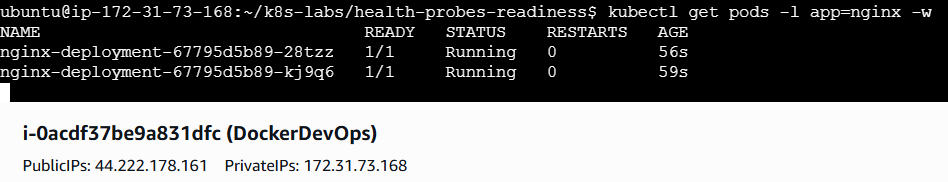 ubuntu@ip-172-31-73-168:~/k8s-labs/health-probes-readiness$ kubectl get pods -l app=nginx -w
NAME READY STATUS RESTARTS AGE
nginx-deployment-67795d5b89-28tzz 1/1 Running 0 56s
nginx-deployment-67795d5b89-kj9q6 1/1 Running 0 59s
i-0acdf37be9a831dfc (DockerDevOps)
PublicIPs: 44.222.178.161 PrivateIPs: 172.31.73.168